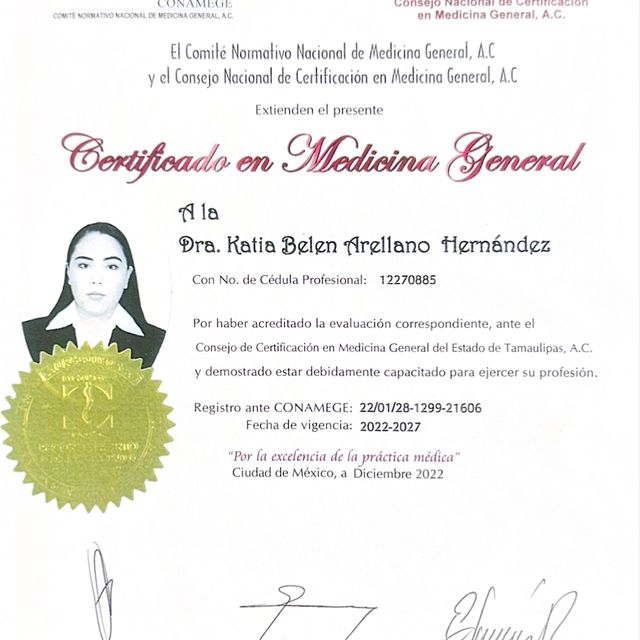 CONAMEGE
COMITÉ NORMATIVO NACIONAL DE MEDICINA GENERAL, A.C.
Consejo Nacional de Certificación
en Medicina General, A.C.
El Comité Normativo Nacional de Medicina General, A.C
y el Consejo Nacional de Certificación en Medicina General, A.C
Extienden el presente
Certificado en Medicina General
A la
Dra. Katia Belen Arellano Hernández
Con No. de Cédula Profesional: 12270885
Por haber acreditado la evaluación correspondiente, ante el
Consejo de Certificación en Medicina General del Estado de Tamaulipas, A.C.
y demostrado estar debidamente capacitado para ejercer su profesión.
Registro ante CONAMEGE: 22/01/28-1299-21606
Fecha de vigencia: 2022-2027
"Por la excelencia de la práctica médica"
Ciudad de México, a Diciembre 2022